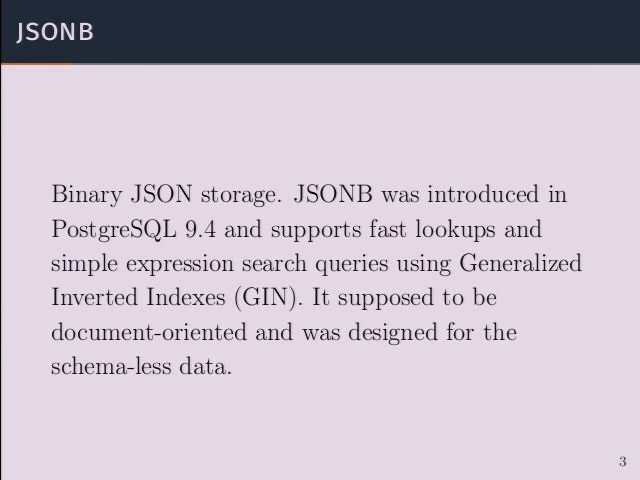 JSONB
Binary JSON storage. JSONB was introduced in
PostgreSQL 9.4 and supports fast lookups and
simple expression search queries using Generalized
Inverted Indexes (GIN). It supposed to be
document-oriented and was designed for the
schema-less data.
3